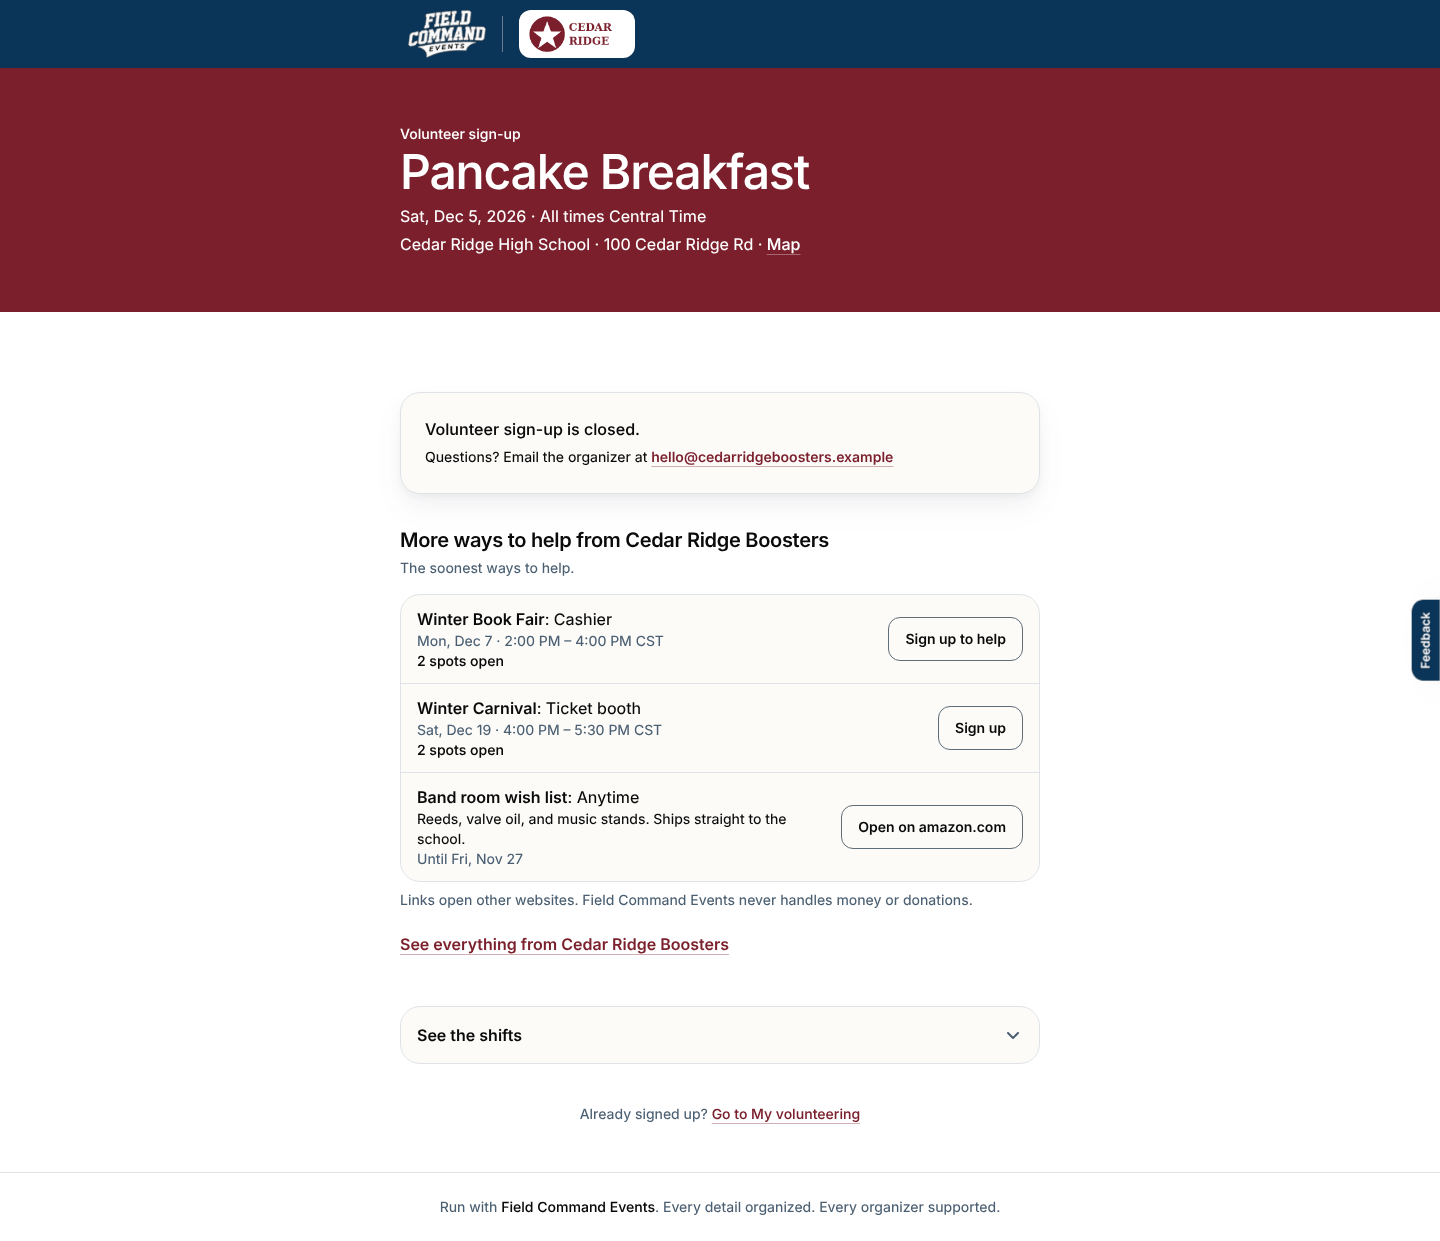 FIELD
COMMAND
EVENTS
CEDAR
RIDGE
Volunteer sign-up
Pancake Breakfast
Sat, Dec 5, 2026 · All times Central Time
Cedar Ridge High School · 100 Cedar Ridge Rd · Map
Volunteer sign-up is closed.
Questions? Email the organizer at hello@cedarridgeboosters.example
More ways to help from Cedar Ridge Boosters
The soonest ways to help.
Winter Book Fair: Cashier
Mon, Dec 7 · 2:00 PM – 4:00 PM CST
2 spots open
Sign up to help
Winter Carnival: Ticket booth
Sat, Dec 19 · 4:00 PM – 5:30 PM CST
2 spots open
Sign up
Band room wish list: Anytime
Reeds, valve oil, and music stands. Ships straight to the
school.
Until Fri, Nov 27
Open on amazon.com
Links open other websites. Field Command Events never handles money or donations.
See everything from Cedar Ridge Boosters
See the shifts
Already signed up? Go to My volunteering
Run with Field Command Events. Every detail organized. Every organizer supported.
Feedback